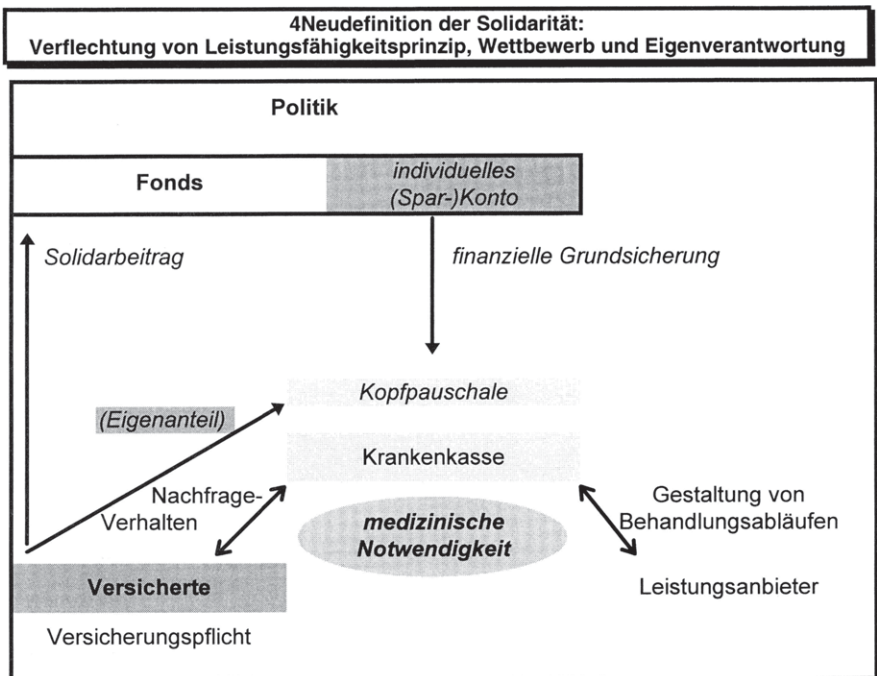 4Neudefinition der Solidarität:
Verflechtung von Leistungsfähigkeitsprinzip, Wettbewerb und Eigenverantwortung
Politik
Fonds
individuelles
(Spar-)Konto
Solidarbeitrag
finanzielle Grundsicherung
Kopfpauschale
(Eigenanteil)
Krankenkasse
Nachfrage-
Verhalten
medizinische
Notwendigkeit
Gestaltung von
Behandlungsabläufen
Versicherte
Leistungsanbieter
Versicherungspflicht